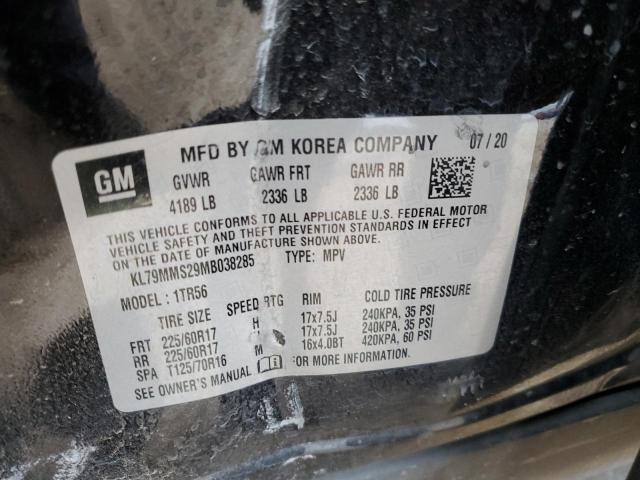 GM
MFD BY GM KOREA COMPANY 07 / 20
GVWR GAWR FRT GAWR RR
4189 LB 2336 LB 2336 LB
THIS VEHICLE CONFORMS TO ALL APPLICABLE U.S. FEDERAL MOTOR
VEHICLE SAFETY AND THEFT PREVENTION STANDARDS IN EFFECT
ON THE DATE OF MANUFACTURE SHOWN ABOVE.
KL79MMS29MB038285 TYPE: MPV
MODEL : 1TR56
TIRE SIZE SPEED RTG RIM COLD TIRE PRESSURE
FRT 225/60R17 H 17x7.5J 240KPA, 35 PSI
RR 225/60R17 17x7.5J 240KPA, 35 PSI
SPA T125/70R16 M 16x4.0BT 420KPA, 60 PSI
SEE OWNER'S MANUAL FOR MORE INFORMATION.